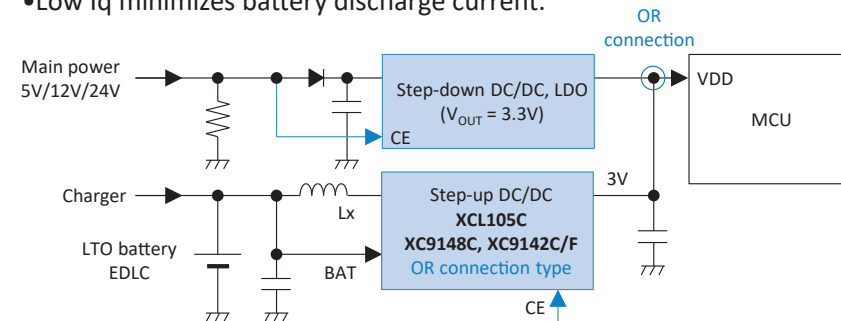 •Low Iq minimizes battery discharge current.
OR
connection
Main power
5V/12V/24V
Step-down DC/DC, LDO
(VOUT = 3.3V)
CE
VDD
MCU
Charger
Lx
Step-up DC/DC
XCL105C
XC9148C, XC9142C/F
OR connection type
3V
LTO battery
EDLC
BAT
CE